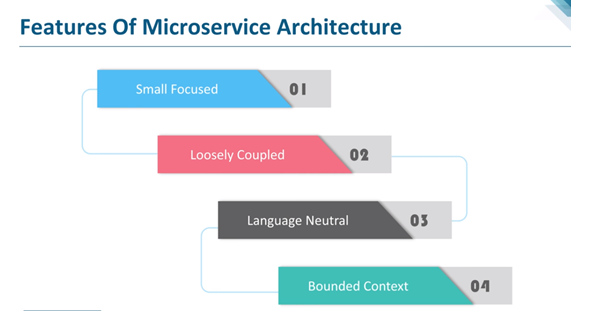 Features Of Microservice Architecture
Small Focused 01
Loosely Coupled 02
Language Neutral 03
Bounded Context 04